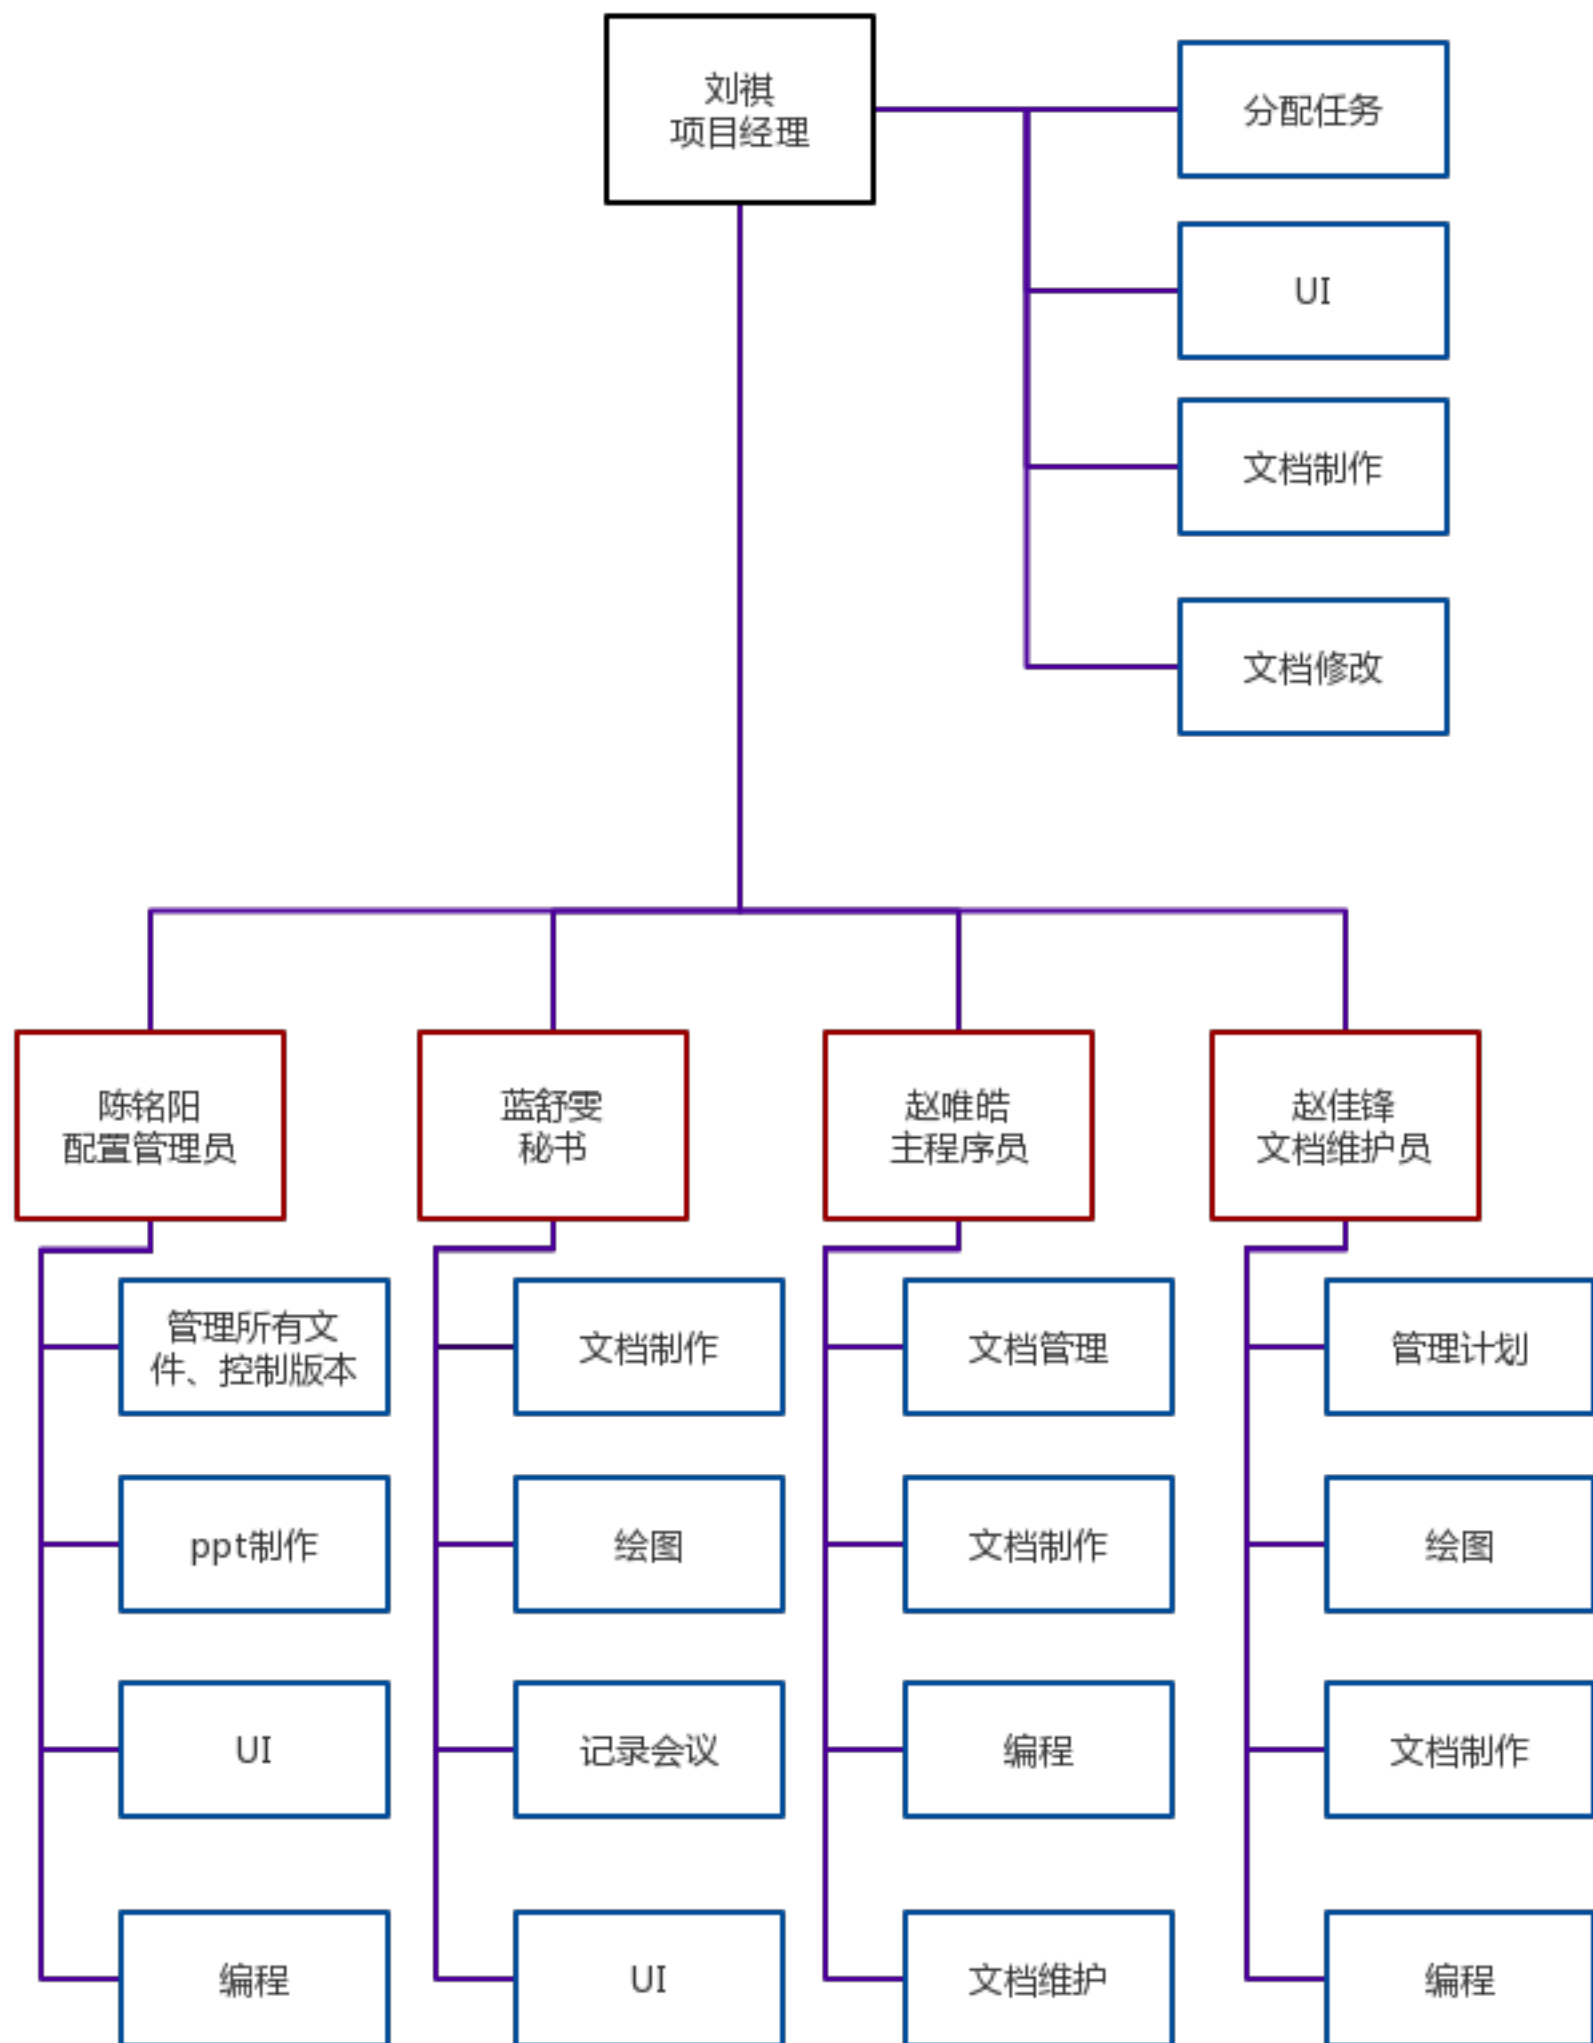 刘祺
项目经理
分配任务
UI
文档制作
文档修改
陈铭阳
配置管理员
蓝舒雯
秘书
赵唯皓
主程序员
赵佳锋
文档维护员
管理所有文
件、控制版本
文档制作
文档管理
管理计划
ppt制作
绘图
文档制作
绘图
UI
记录会议
编程
文档制作
编程
UI
文档维护
编程